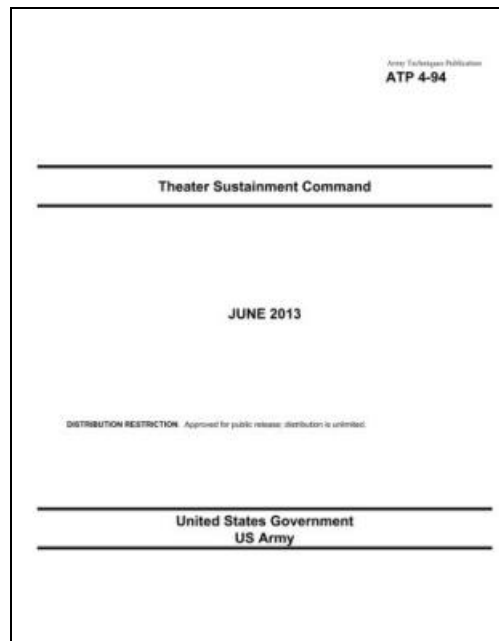 Army Techniques Publication
ATP 4-94
Theater Sustainment Command
JUNE 2013
DISTRIBUTION RESTRICTION. Approved for public release; distribution is unlimited.
United States Government
US Army